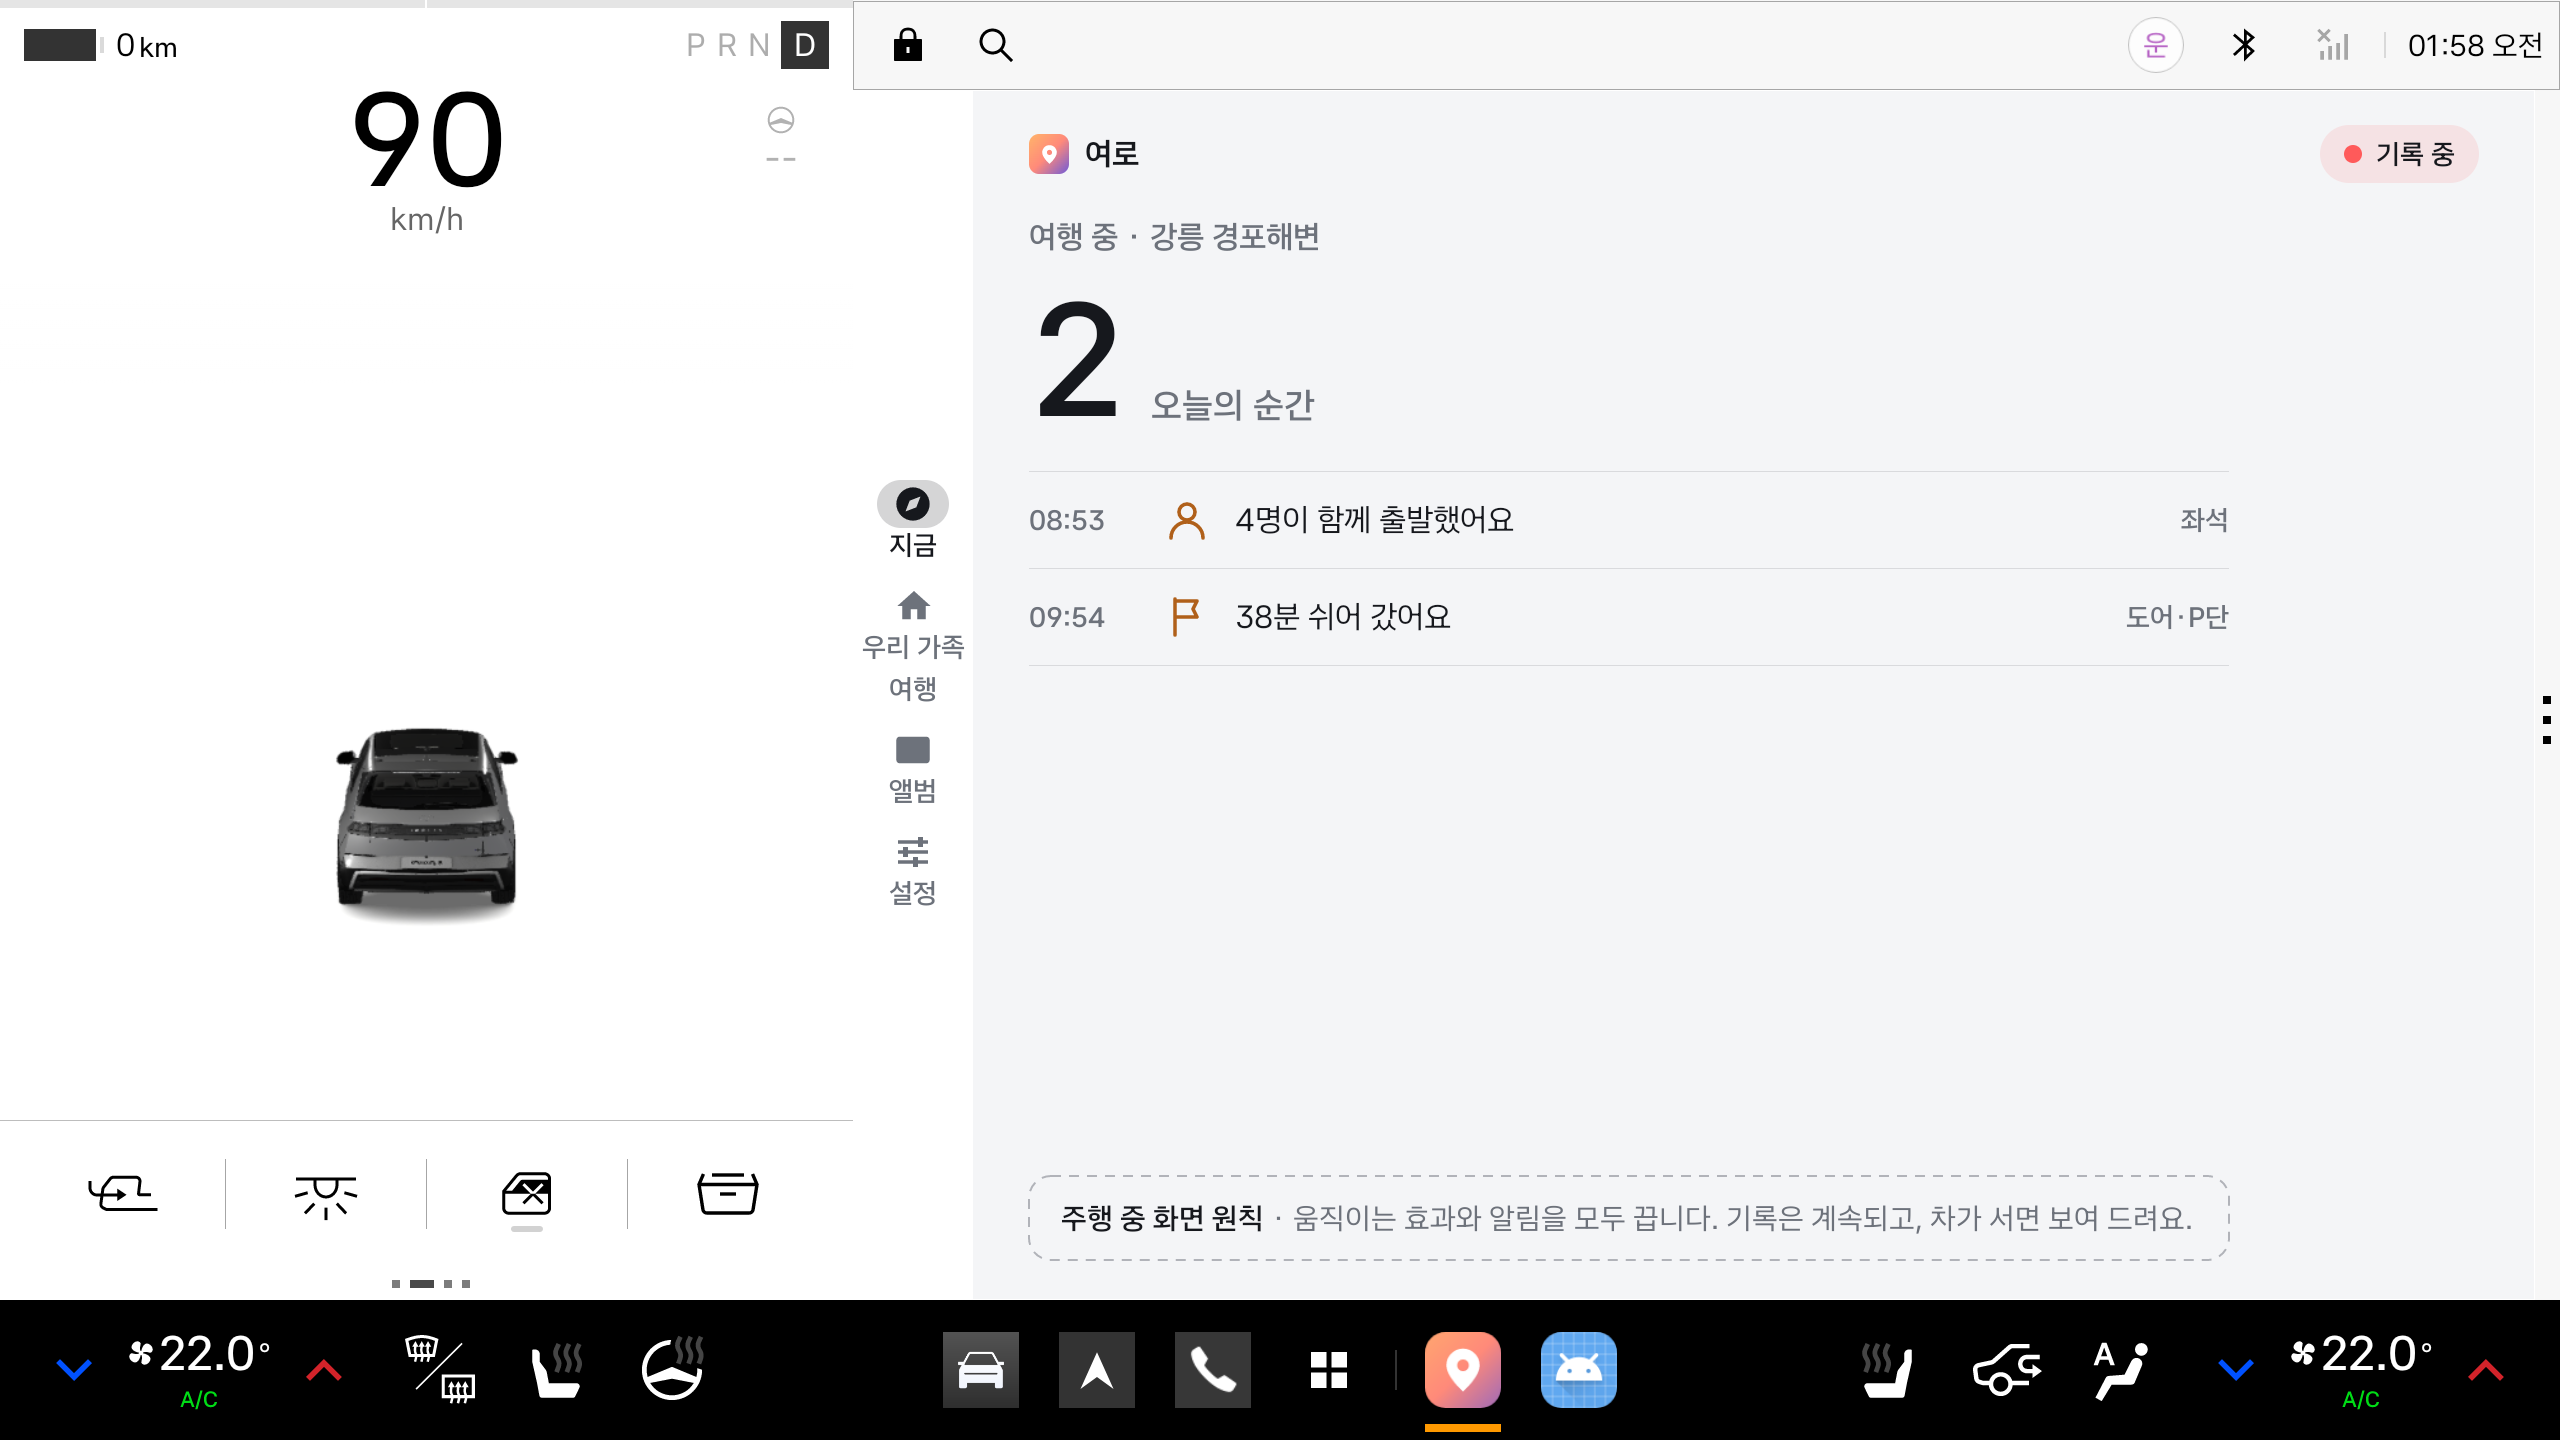 0 km
P R N D
90
km/h
--
운
01:58 오전
여로
기록 중
여행 중 · 강릉 경포해변
2 오늘의 순간
08:53 4명이 함께 출발했어요 좌석
09:54 38분 쉬어 갔어요 도어·P단
지금
우리 가족
여행
앨범
설정
주행 중 화면 원칙 · 움직이는 효과와 알림을 모두 끕니다. 기록은 계속되고, 차가 서면 보여 드려요.
22.0°
A/C
A
22.0°
A/C